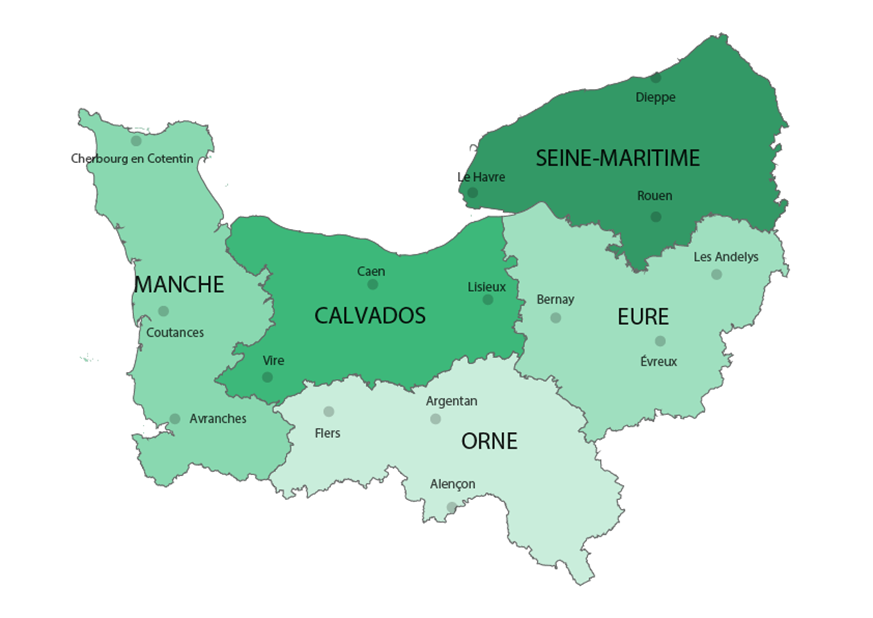 Dieppe
Cherbourg en Cotentin
SEINE-MARITIME
Le Havre
Rouen
Les Andelys
Caen
MANCHE
Lisieux
Bernay
CALVADOS
EURE
Coutances
Vire
Évreux
Argentan
Avranches
Flers
ORNE
Alençon